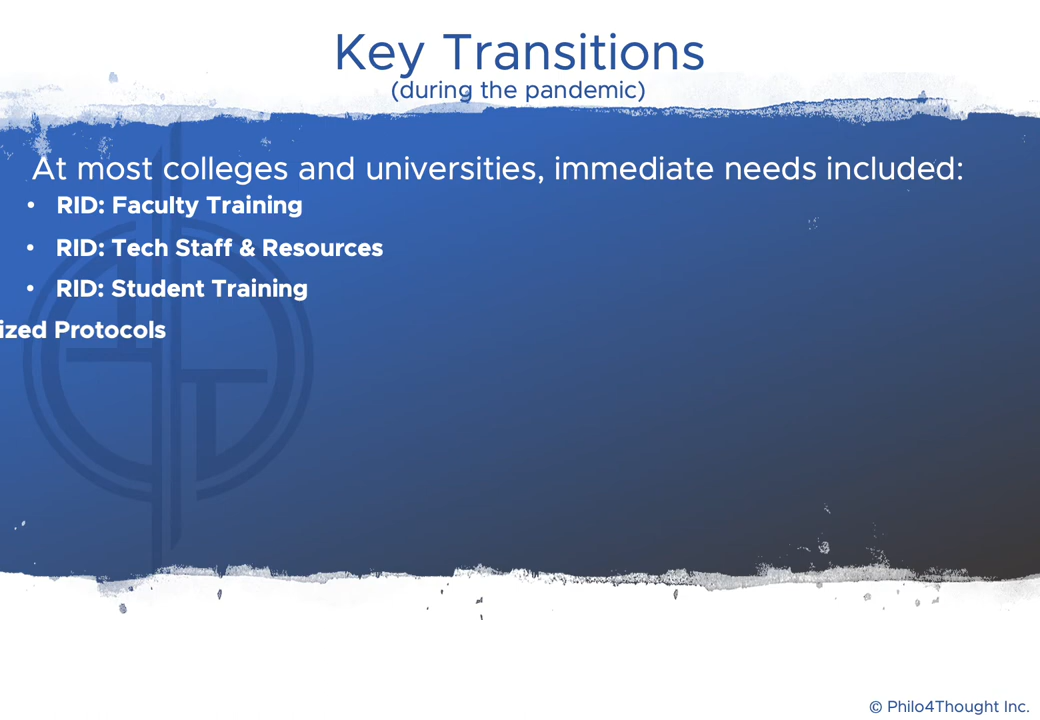 Key Transitions
(during the pandemic)
At most colleges and universities, immediate needs included:
• RID: Faculty Training
• RID: Tech Staff & Resources
• RID: Student Training
ized Protocols
© Philo4Thought Inc.